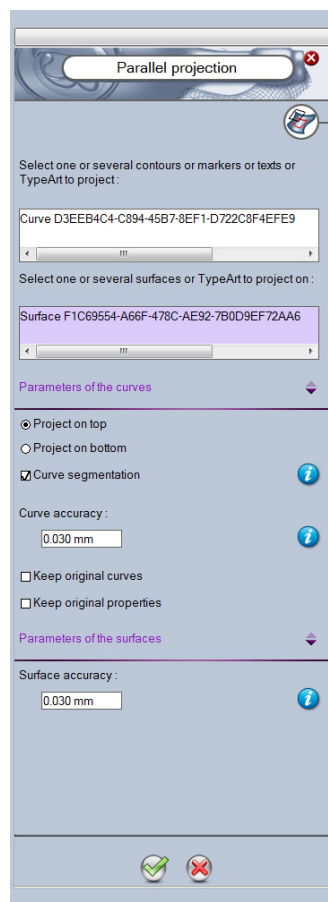 Parallel projection
Select one or several contours or markers or texts or
TypeArt to project :
Curve D3EEB4C4-C894-45B7-8EF1-D722C8F4EFE9
Select one or several surfaces or TypeArt to project on :
Surface F1C69554-A66F-478C-AE92-7B0D9EF72AA6
Parameters of the curves
Project on top
Project on bottom
Curve segmentation
Curve accuracy :
0.030 mm
Keep original curves
Keep original properties
Parameters of the surfaces
Surface accuracy :
0.030 mm